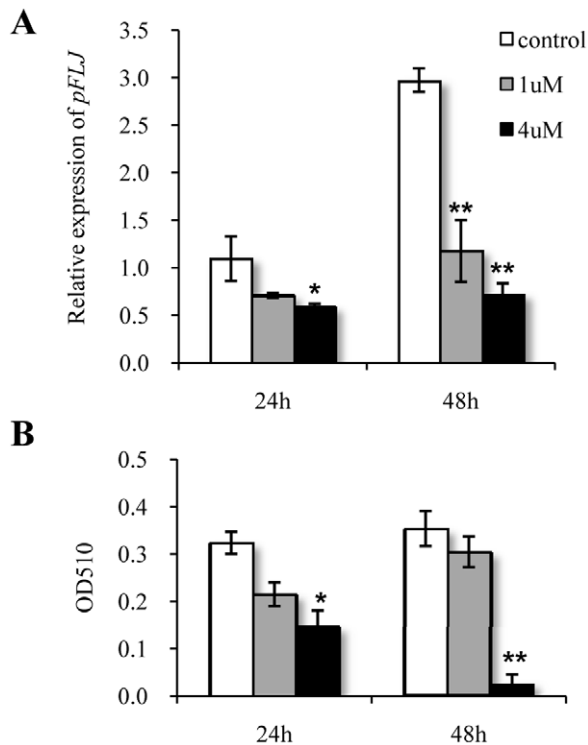 A
Relative expression of pFLJ
3.5
3.0
2.5
2.0
1.5
1.0
0.5
0.0
control
1uM
4uM
*
**
**
24h
48h
B
OD510
0.5
0.4
0.3
0.2
0.1
0.0
*
**
24h
48h